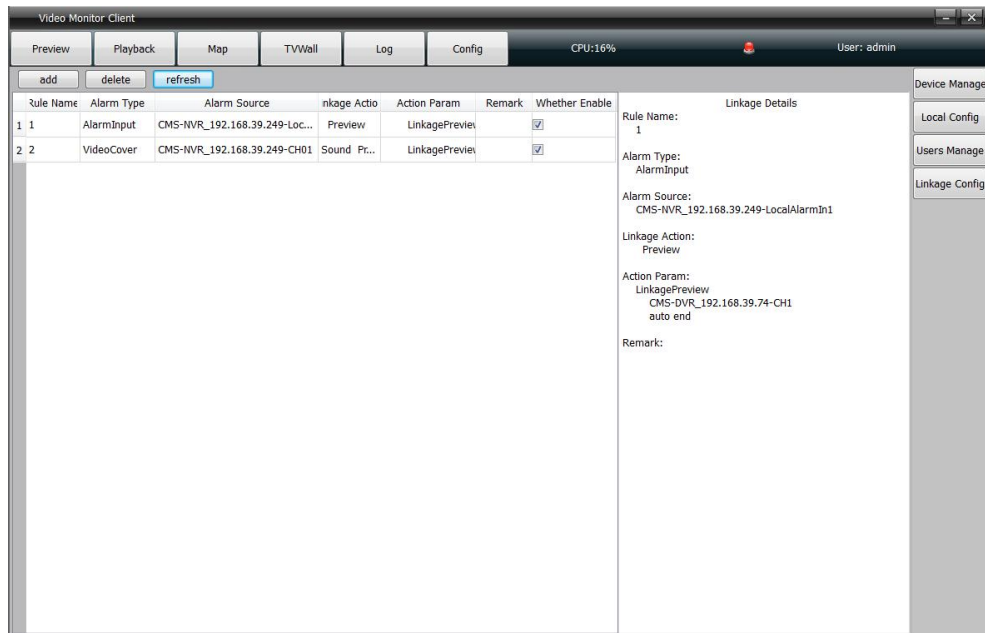 Video Monitor Client
Preview Playback Map TVWall Log Config CPU:16% User: admin
add delete refresh
Rule Name Alarm Type Alarm Source nkage Actio Action Param Remark Whether Enable
1 1 AlarmInput CMS-NVR_192.168.39.249-Loc... Preview LinkagePreview
2 2 VideoCover CMS-NVR_192.168.39.249-CH01 Sound Pr... LinkagePreview
Linkage Details
Rule Name:
1
Alarm Type:
AlarmInput
Alarm Source:
CMS-NVR_192.168.39.249-LocalAlarmIn1
Linkage Action:
Preview
Action Param:
LinkagePreview
CMS-DVR_192.168.39.74-CH1
auto end
Remark:
Device Manage
Local Config
Users Manage
Linkage Config